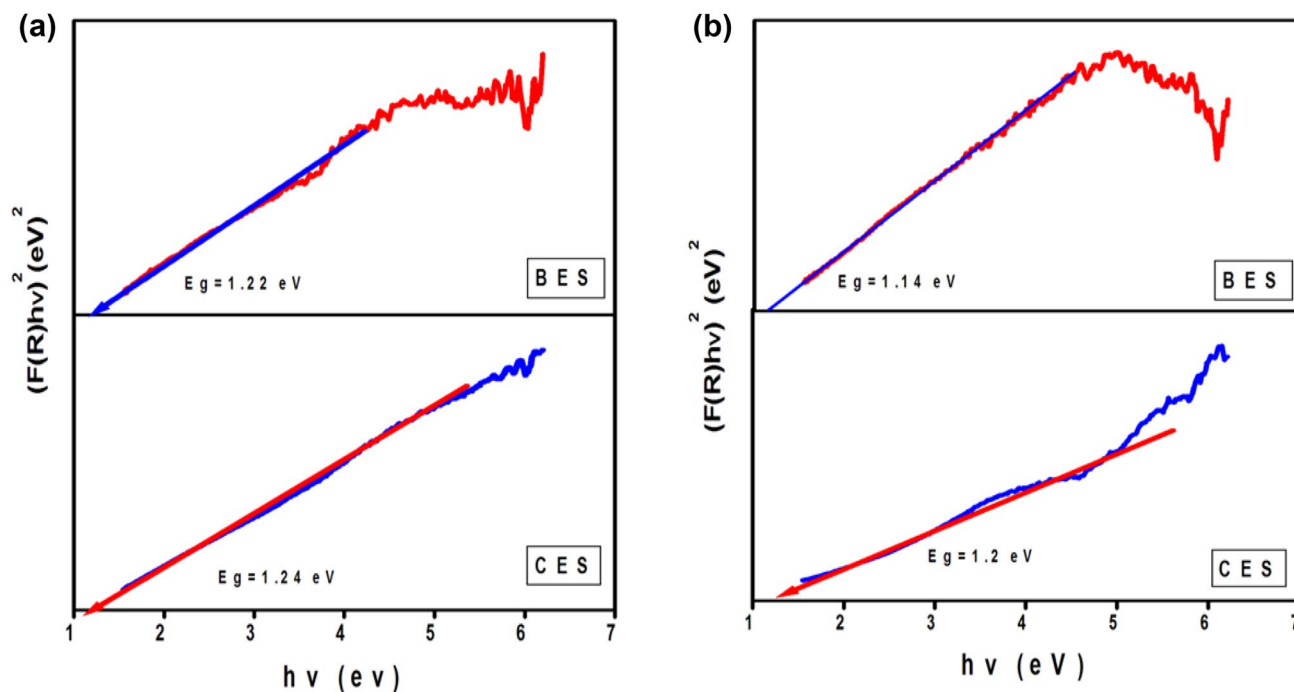 (a)
(F(R)hν)² (eV)²
Eg=1.22 eV
BES
Eg=1.24 eV
CES
1 2 3 4 5 6 7
hν (ev)
(b)
(F(R)hν)² (eV)²
Eg=1.14 eV
BES
Eg=1.2 eV
CES
1 2 3 4 5 6 7
hν (eV)